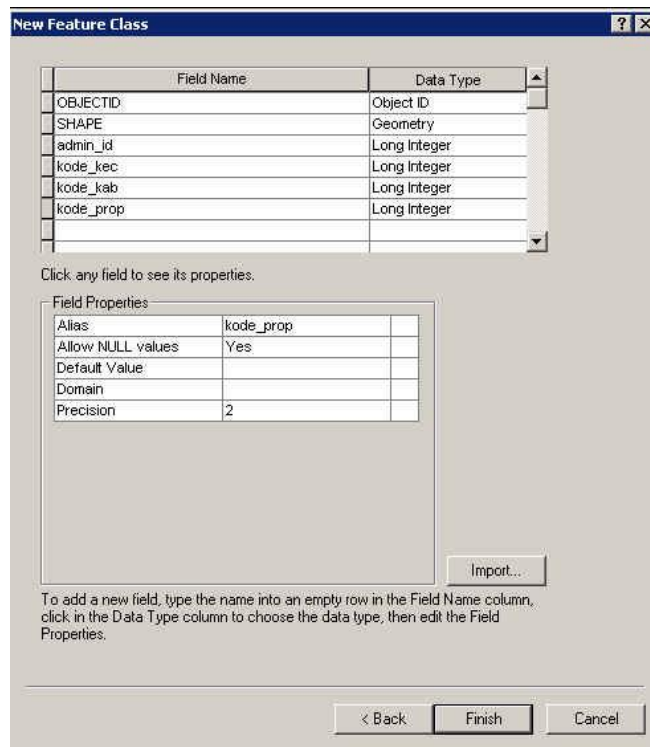 New Feature Class
Field Name Data Type
OBJECTID Object ID
SHAPE Geometry
admin_id Long Integer
kode_kec Long Integer
kode_kab Long Integer
kode_prop Long Integer
Click any field to see its properties.
Field Properties
Alias kode_prop
Allow NULL values Yes
Default Value
Domain
Precision 2
Import...
To add a new field, type the name into an empty row in the Field Name column,
click in the Data Type column to choose the data type, then edit the Field
Properties.
< Back Finish Cancel